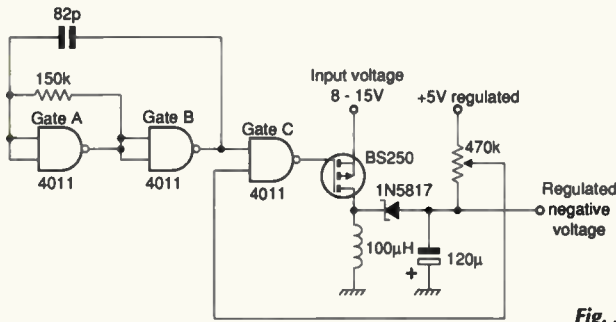 82p
150k
Gate A
Gate B
4011
4011
Gate C
4011
Input voltage
8 - 15V
BS250
+5V regulated
470k
1N5817
100µH
120µ
+
Regulated
negative
voltage
Fig.